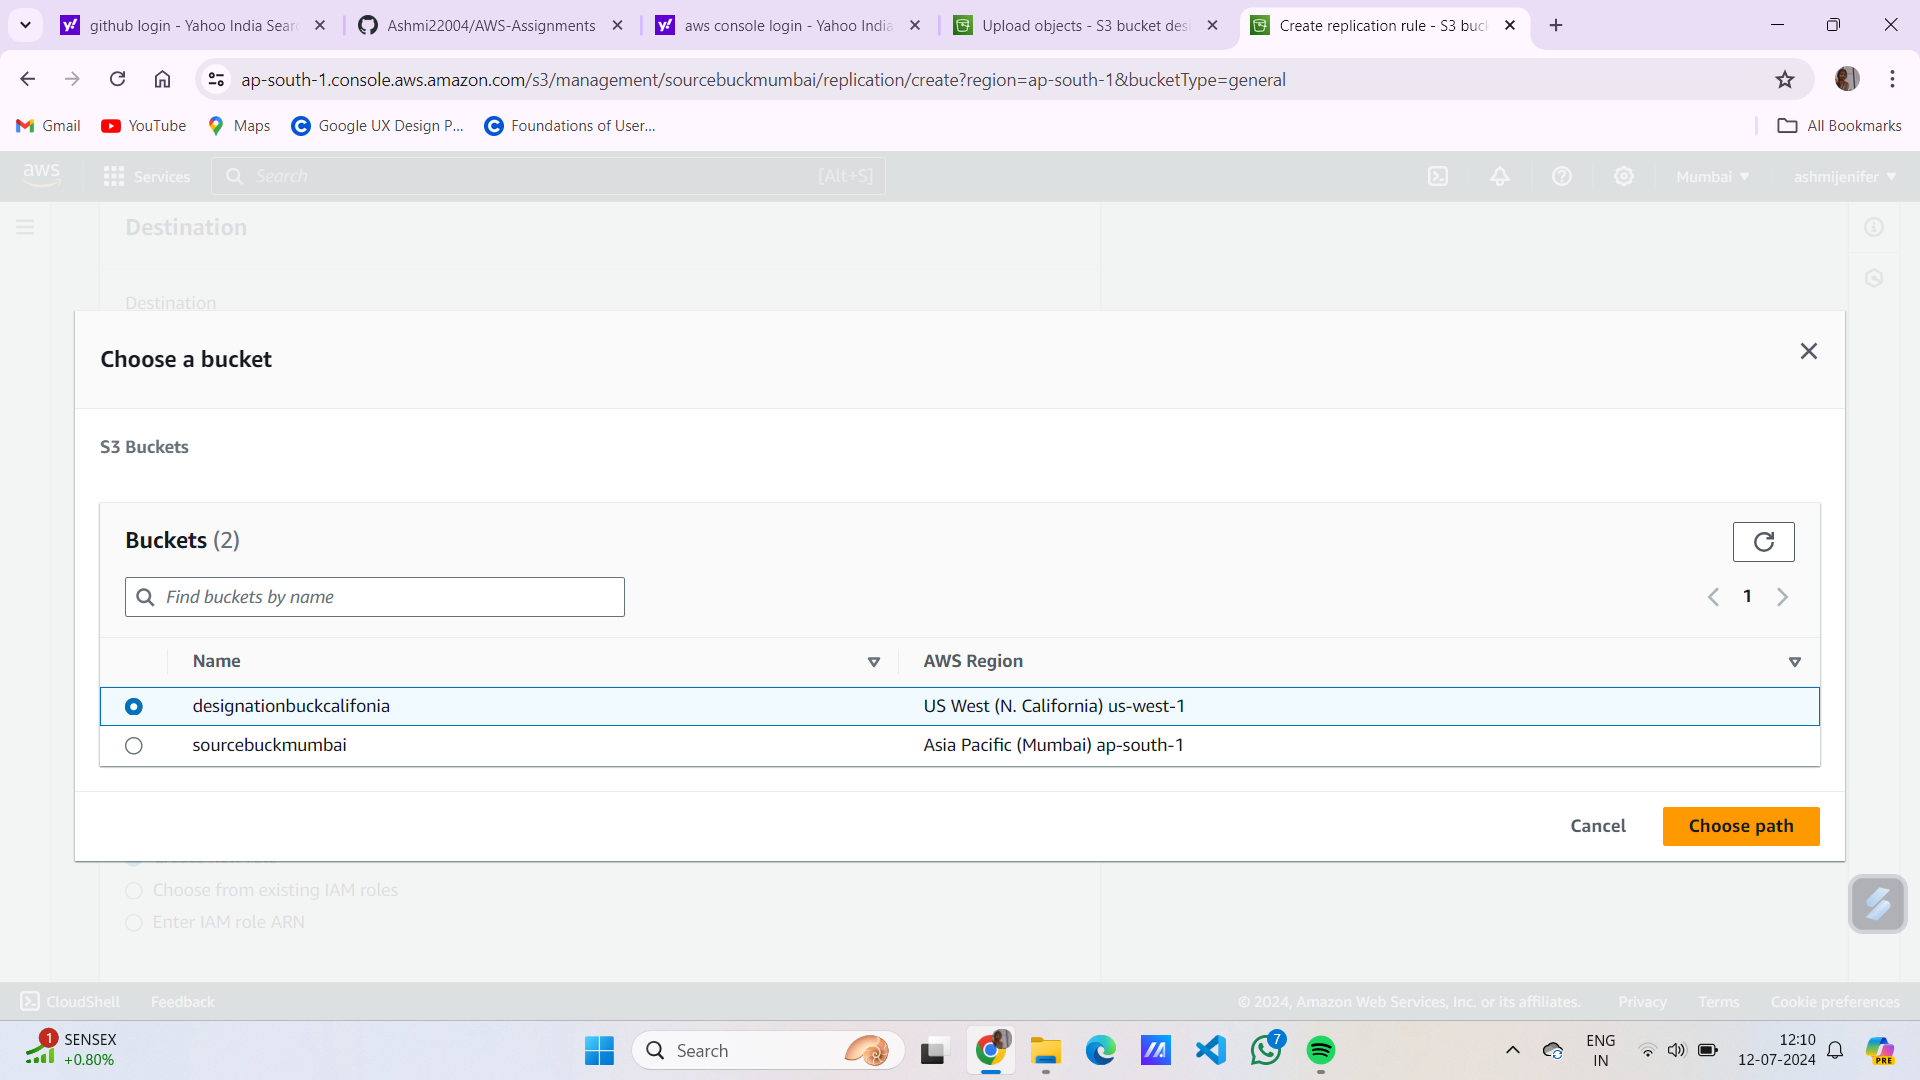 github login - Yahoo India Sear
Ashmi22004/AWS-Assignments
aws console login - Yahoo India
Upload objects - S3 bucket des
Create replication rule - S3 buck
ap-south-1.console.aws.amazon.com/s3/management/sourcebuckmumbai/replication/create?region=ap-south-1&bucketType=general
Gmail
YouTube
Maps
Google UX Design P...
Foundations of User...
All Bookmarks
aws
Services
Search
[Alt+S]
Mumbai
ashmijenifer
Destination
Destination
Choose a bucket
S3 Buckets
Buckets (2)
Find buckets by name
1
Name
AWS Region
designationbuckcalifonia
US West (N. California) us-west-1
sourcebuckmumbai
Asia Pacific (Mumbai) ap-south-1
Cancel
Choose path
Choose from existing IAM roles
Enter IAM role ARN
CloudShell
Feedback
© 2024, Amazon Web Services, Inc. or its affiliates.
Privacy
Terms
Cookie preferences
1
SENSEX
+0.80%
Search
7
ENG
IN
12:10
12-07-2024
PRE